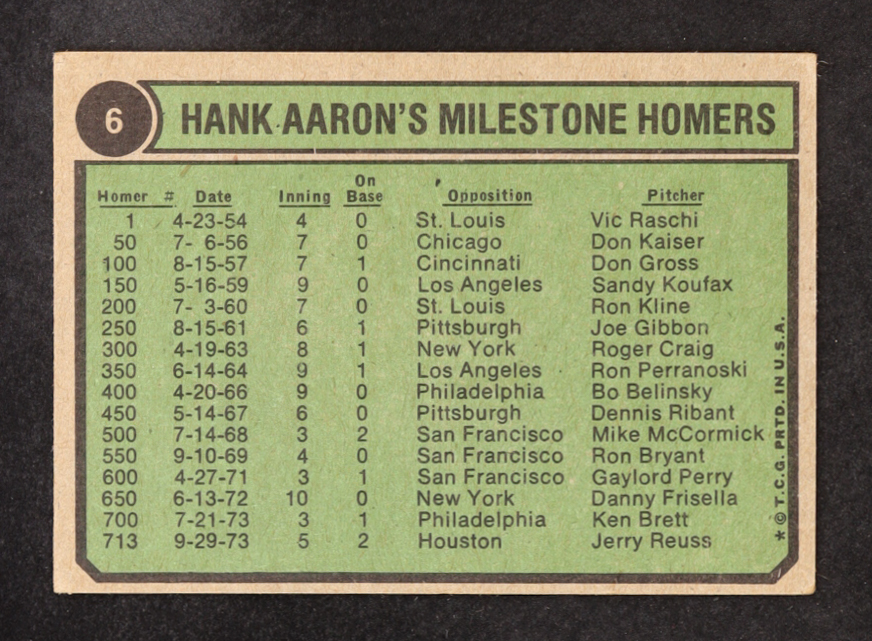 6
HANK AARON'S MILESTONE HOMERS
Homer # Date Inning On Base Opposition Pitcher
1 4-23-54 4 0 St. Louis Vic Raschi
50 7- 6-56 7 0 Chicago Don Kaiser
100 8-15-57 7 1 Cincinnati Don Gross
150 5-16-59 9 0 Los Angeles Sandy Koufax
200 7- 3-60 7 0 St. Louis Ron Kline
250 8-15-61 6 1 Pittsburgh Joe Gibbon
300 4-19-63 8 1 New York Roger Craig
350 6-14-64 9 1 Los Angeles Ron Perranoski
400 4-20-66 9 0 Philadelphia Bo Belinsky
450 5-14-67 6 0 Pittsburgh Dennis Ribant
500 7-14-68 3 2 San Francisco Mike McCormick
550 9-10-69 4 0 San Francisco Ron Bryant
600 4-27-71 3 1 San Francisco Gaylord Perry
650 6-13-72 10 0 New York Danny Frisella
700 7-21-73 3 1 Philadelphia Ken Brett
713 9-29-73 5 2 Houston Jerry Reuss
* © T.C.G. PRTD. IN U.S.A.